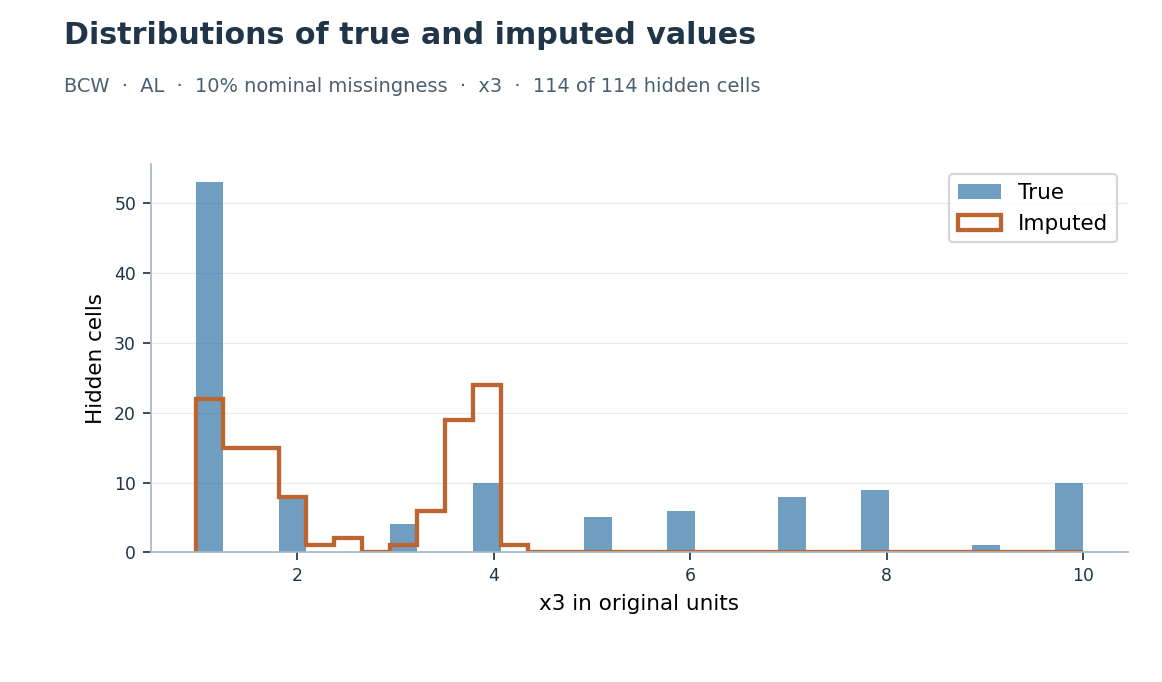 Distributions of true and imputed values
BCW · AL · 10% nominal missingness · x3 · 114 of 114 hidden cells
True
Imputed
Hidden cells
50
40
30
20
10
0
2 4 6 8 10
x3 in original units